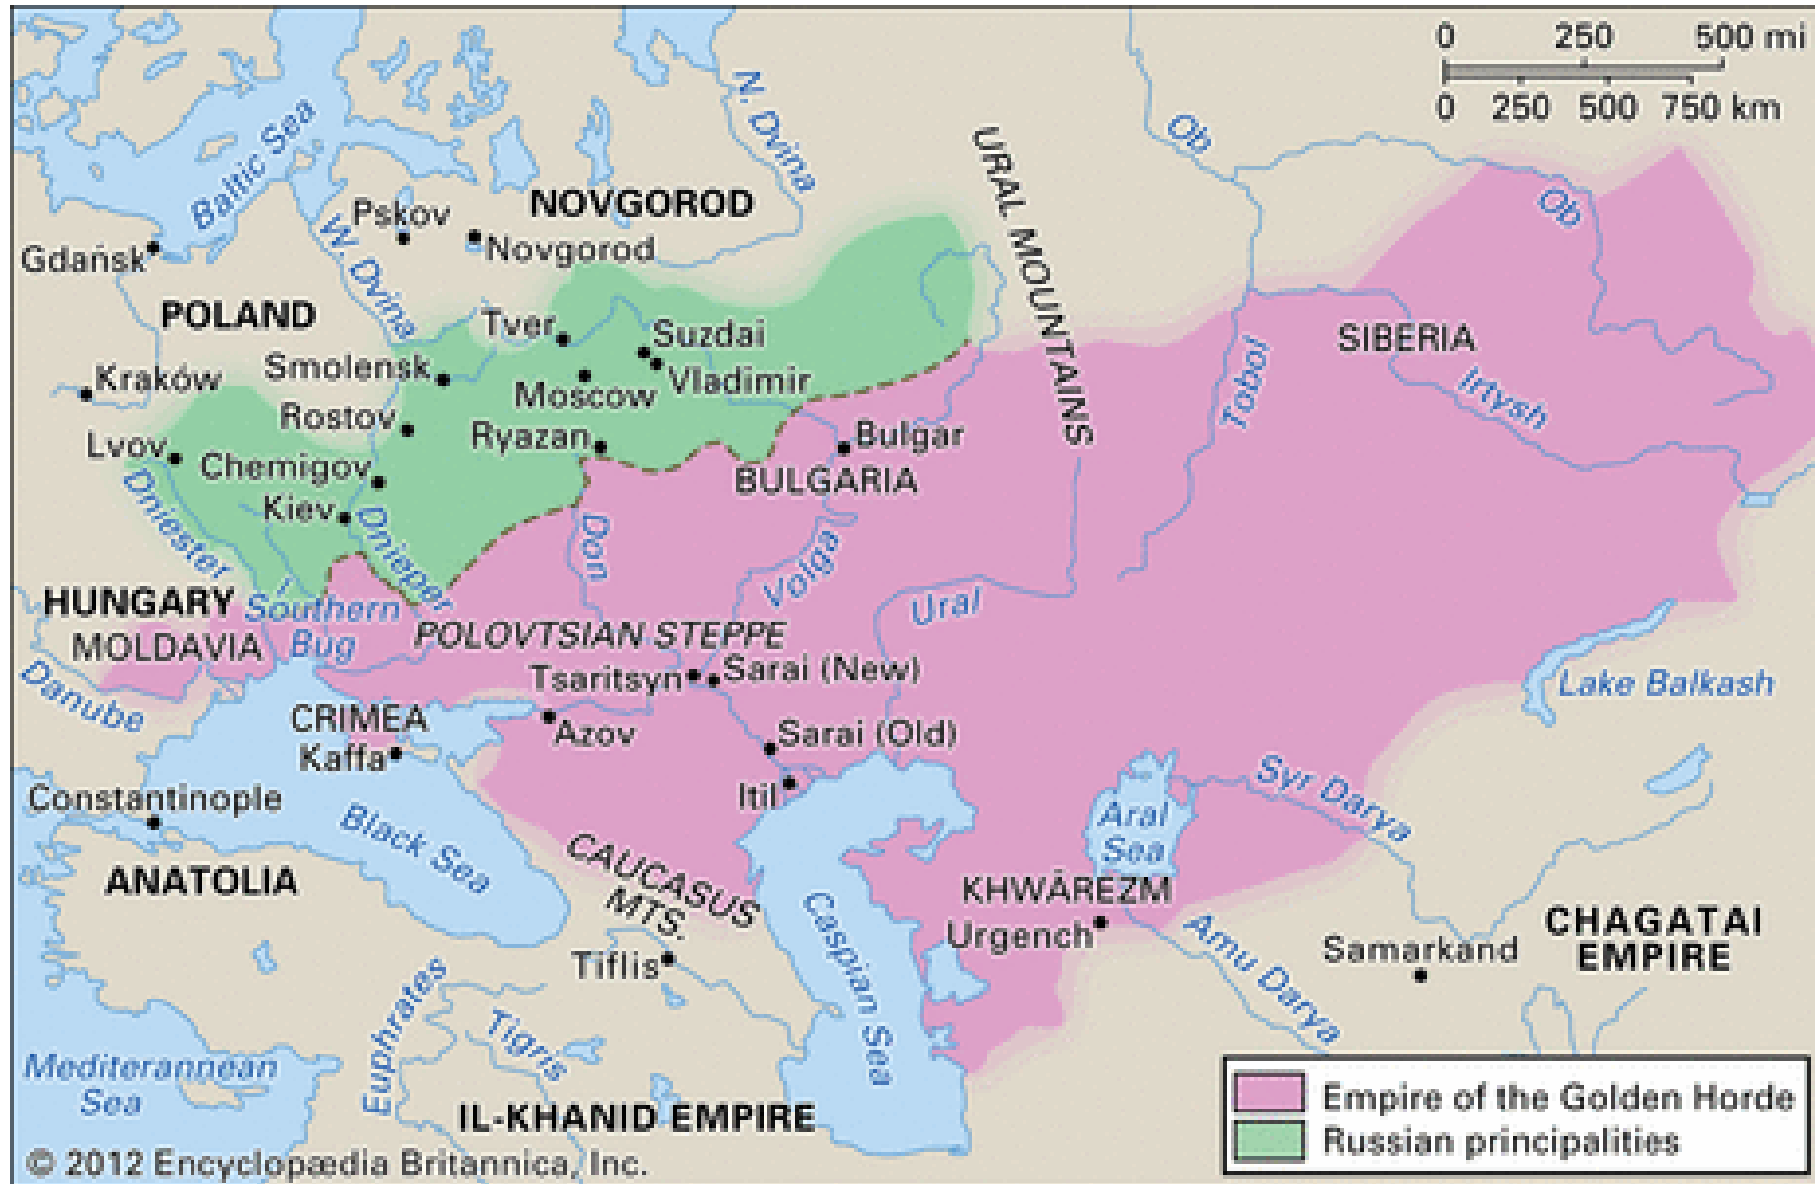 0 250 500 mi
0 250 500 750 km
Baltic Sea
N. Dvina
Ob
URAL MOUNTAINS
Ob
Pskov
NOVGOROD
Novgorod
W. Dvina
Gdańsk
POLAND
Tver
Suzdai
SIBERIA
Kraków
Smolensk
Moscow
Vladimir
Tobol
Irtysh
Rostov
Ryazan
Bulgar
Lvov
Chemigov
BULGARIA
Kiev
Dniester
Dnieper
Don
Volga
Ural
HUNGARY
Southern
Bug
MOLDAVIA
POLOVTSIAN STEPPE
Tsaritsyn
Sarai (New)
Lake Balkash
Danube
CRIMEA
Azov
Sarai (Old)
Kaffa
Itil
Syr Darya
Constantinople
Black Sea
Aral
Sea
ANATOLIA
CAUCASUS
MTS.
KHWĀREZM
Urgench
Caspian Sea
Amu Darya
Samarkand
CHAGATAI
EMPIRE
Tiflis
Euphrates
Tigris
Mediterannean
Sea
IL-KHANID EMPIRE
Empire of the Golden Horde
Russian principalities
© 2012 Encyclopædia Britannica, Inc.